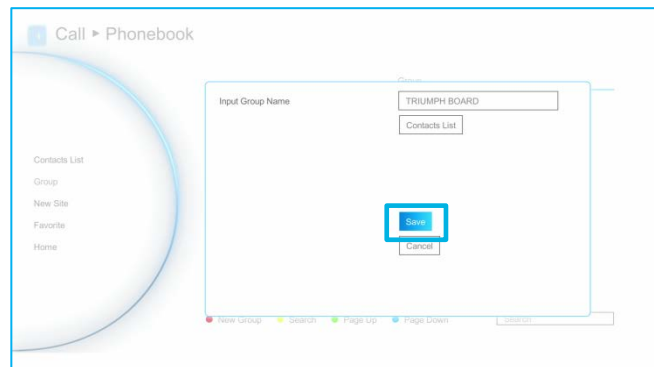 Call ▸ Phonebook
Group
Input Group Name
TRIUMPH BOARD
Contacts List
Contacts List
Group
New Site
Favorite
Home
Save
Cancel
New Group
Search
Page Up
Page Down
Search